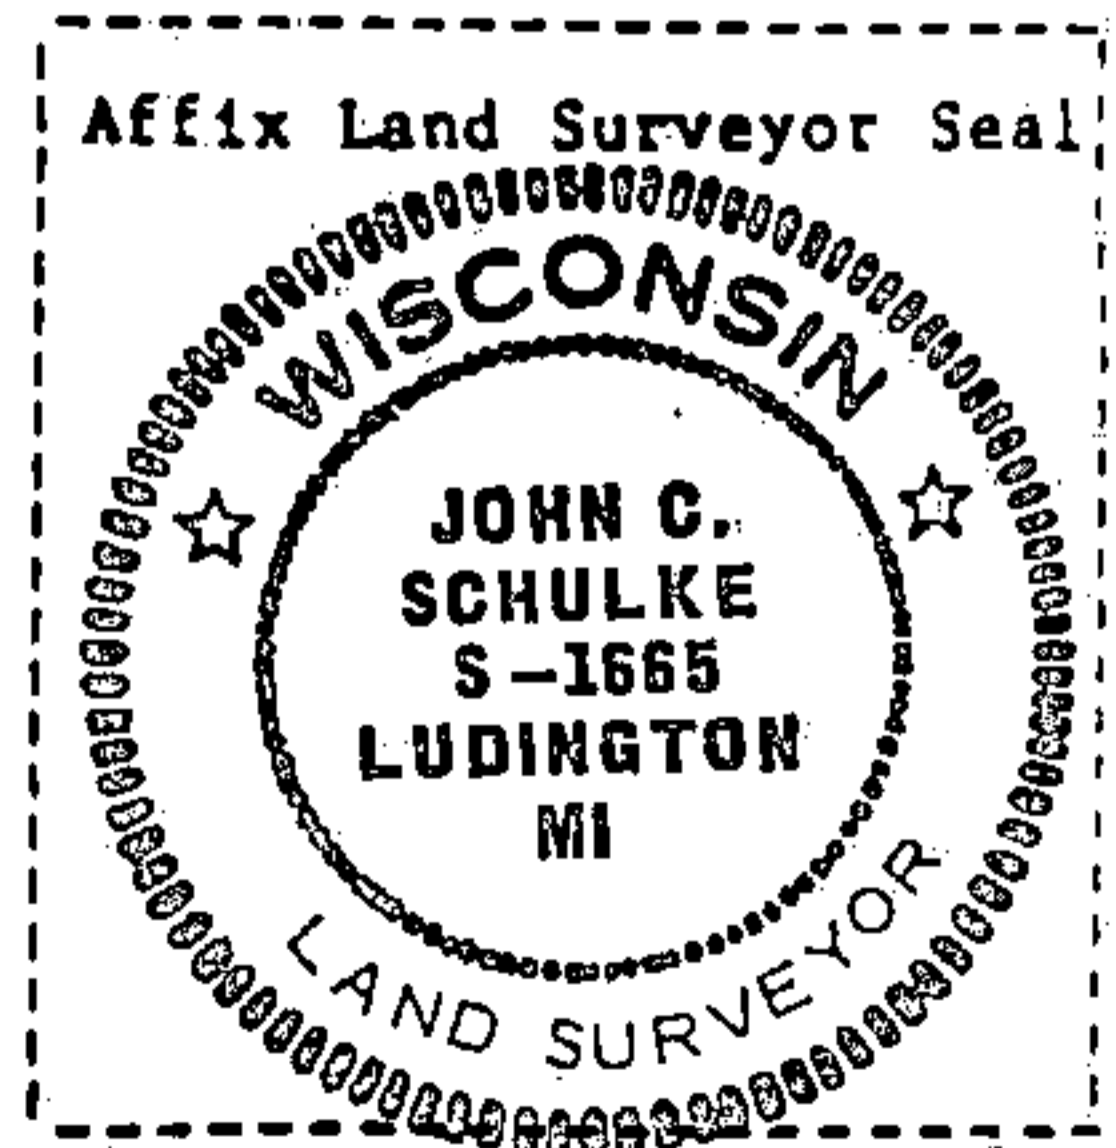 Affix Land Surveyor Seal
WISCONSIN
JOHN C.
SCHULKE
S-1665
LUDINGTON
MI
LAND SURVEYOR